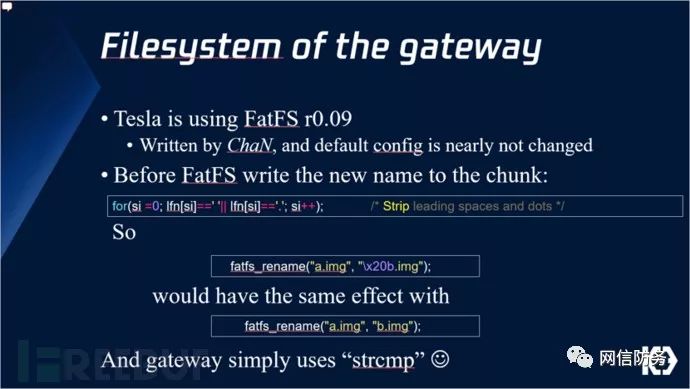 Filesystem of the gateway
• Tesla is using FatFS r0.09
• Written by ChaN, and default config is nearly not changed
• Before FatFS write the new name to the chunk:
for(si =0; lfn[si]==' '|| lfn[si]=='.'; si++); /* Strip leading spaces and dots */
So
fatfs_rename("a.img", "\x20b.img");
would have the same effect with
fatfs_rename("a.img", "b.img");
And gateway simply uses “strcmp” ☺
FREEBUF
网信防务